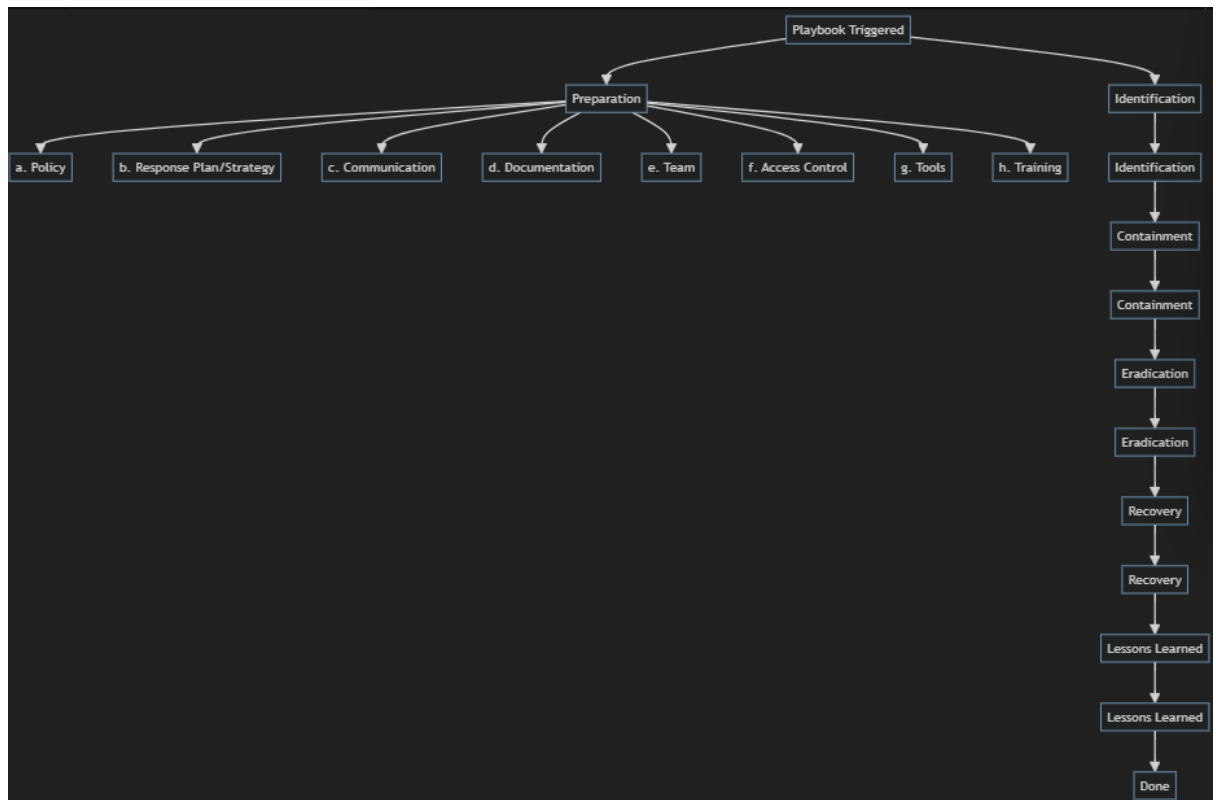 Playbook Triggered
Preparation
Identification
a. Policy
b. Response Plan/Strategy
c. Communication
d. Documentation
e. Team
f. Access Control
g. Tools
h. Training
Identification
Containment
Containment
Eradication
Eradication
Recovery
Recovery
Lessons Learned
Lessons Learned
Done